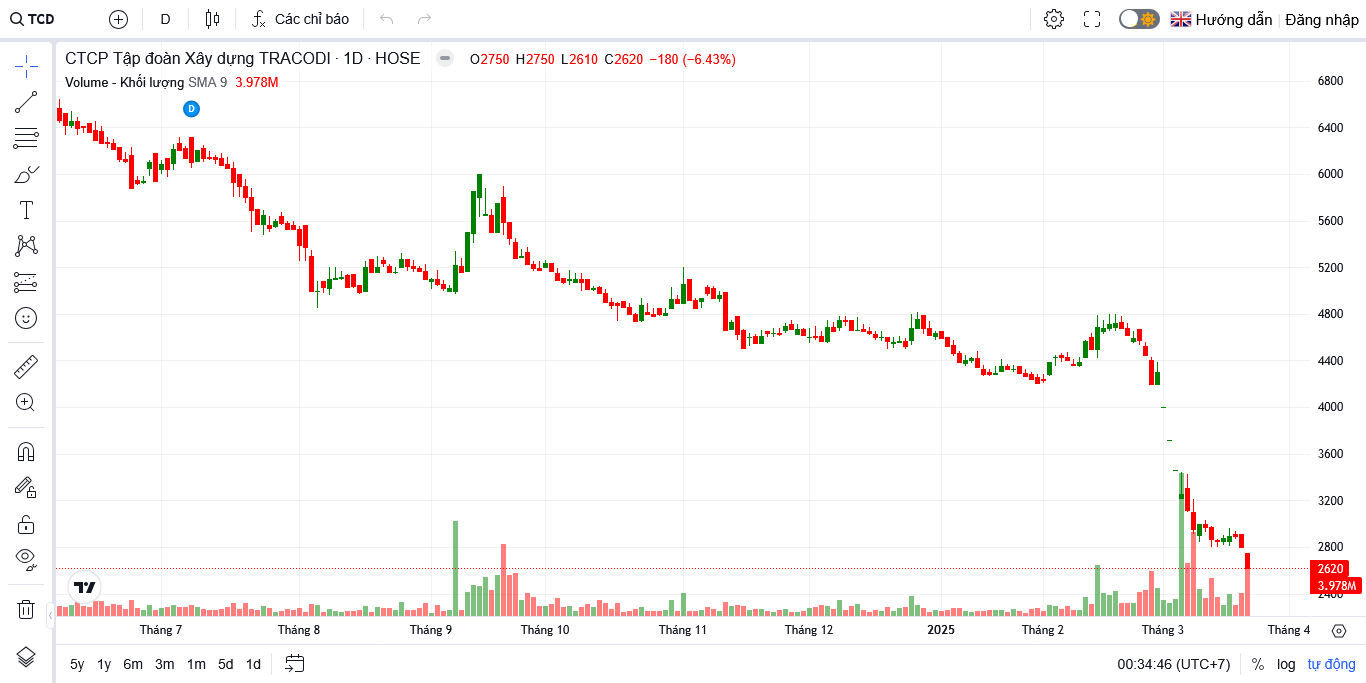 TCD D Các chỉ báo Hướng dẫn Đăng nhập
CTCP Tập đoàn Xây dựng TRACODI · 1D · HOSE O2750 H2750 L2610 C2620 −180 (−6.43%)
Volume - Khối lượng SMA 9 3.978M
D
6800
6400
6000
5600
5200
4800
4400
4000
3600
3200
2800
2620
3.978M
2400
Tháng 7 Tháng 8 Tháng 9 Tháng 10 Tháng 11 Tháng 12 2025 Tháng 2 Tháng 3 Tháng 4
5y 1y 6m 3m 1m 5d 1d 00:34:46 (UTC+7) % log tự động